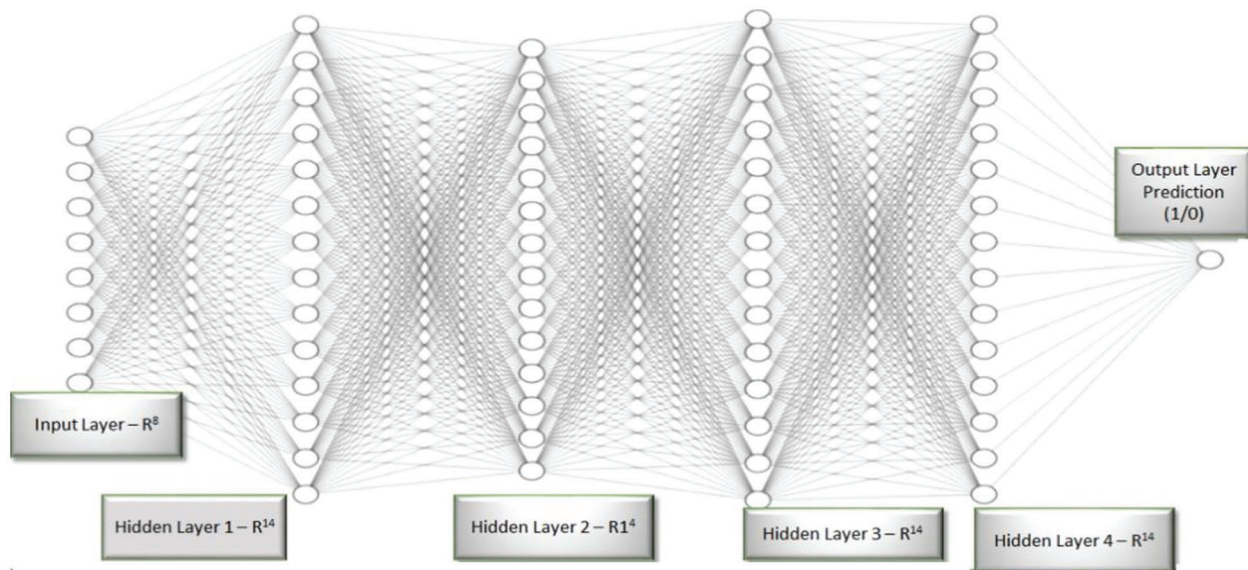 Output Layer
Prediction
(1/0)
Input Layer – R⁸
Hidden Layer 1 – R¹⁴
Hidden Layer 2 – R1⁴
Hidden Layer 3 – R¹⁴
Hidden Layer 4 – R¹⁴